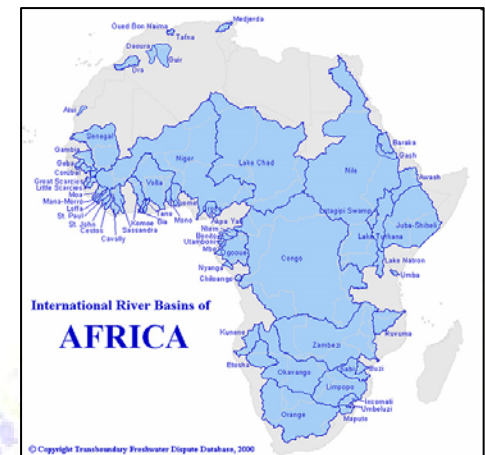 Medjerda
Oued Bon Naima
Tafna
Daoura
Guir
Dra
Atui
Senegal
Gambia
Geba
Corubal
Great Scarcies
Little Scarcies
Moa
Mana-Morro
Loffa
St. Paul
St. John
Cestos
Cavally
Sassandra
Komoe
Bia
Tano
Volta
Mono
Niger
Lake Chad
Cross
Akpa Yafi
Ntem
Benito
Utamboni
Mbe
Ogooue
Nyanga
Chiloango
Congo
Nile
Baraka
Gash
Awash
Lotagipi Swamp
Juba-Shibeli
Lake Turkana
Lake Natron
Umba
Ruvuma
Zambezi
Kunene
Etosha
Okavango
Sabi
Buzi
Limpopo
Orange
Incomati
Umbeluzi
Maputo
International River Basins of
AFRICA
© Copyright Transboundary Freshwater Dispute Database, 2000